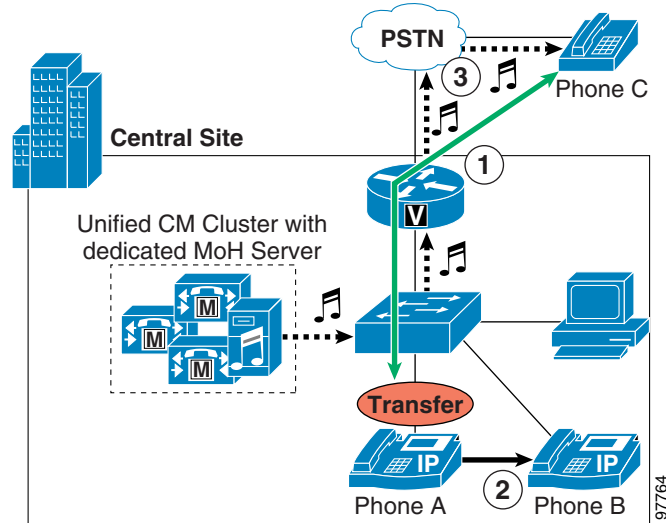 PSTN
3
Phone C
Central Site
1
V
Unified CM Cluster with
dedicated MoH Server
M
M
M
Transfer
IP
IP
2
Phone A
Phone B
97764